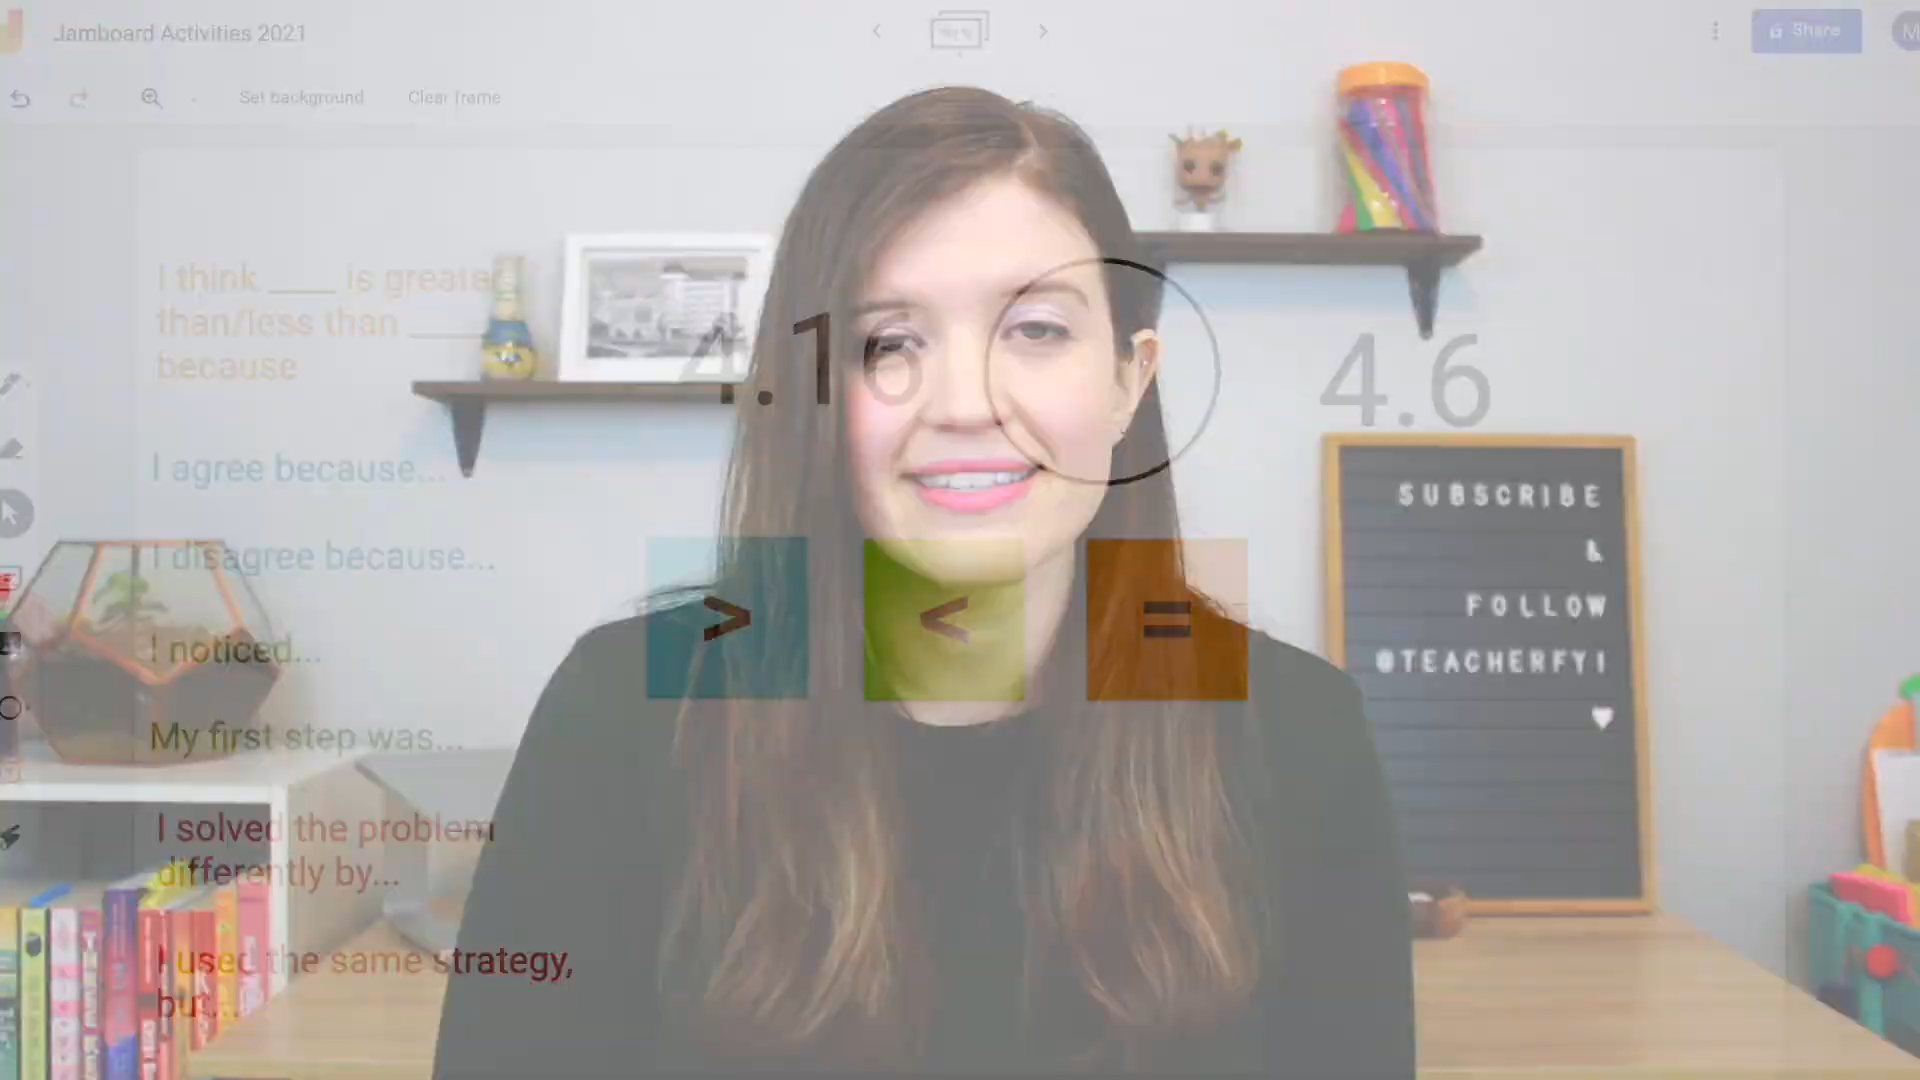 Jamboard Activities 2021
Share
M
Set background
Clear frame
I think ____ is greater
than/less than ____
because
4.16
4.6
I agree because...
I disagree because...
> < =
I noticed...
My first step was...
I solved the problem
differently by...
I used the same strategy,
but...
SUBSCRIBE
&
FOLLOW
@TEACHERFYI